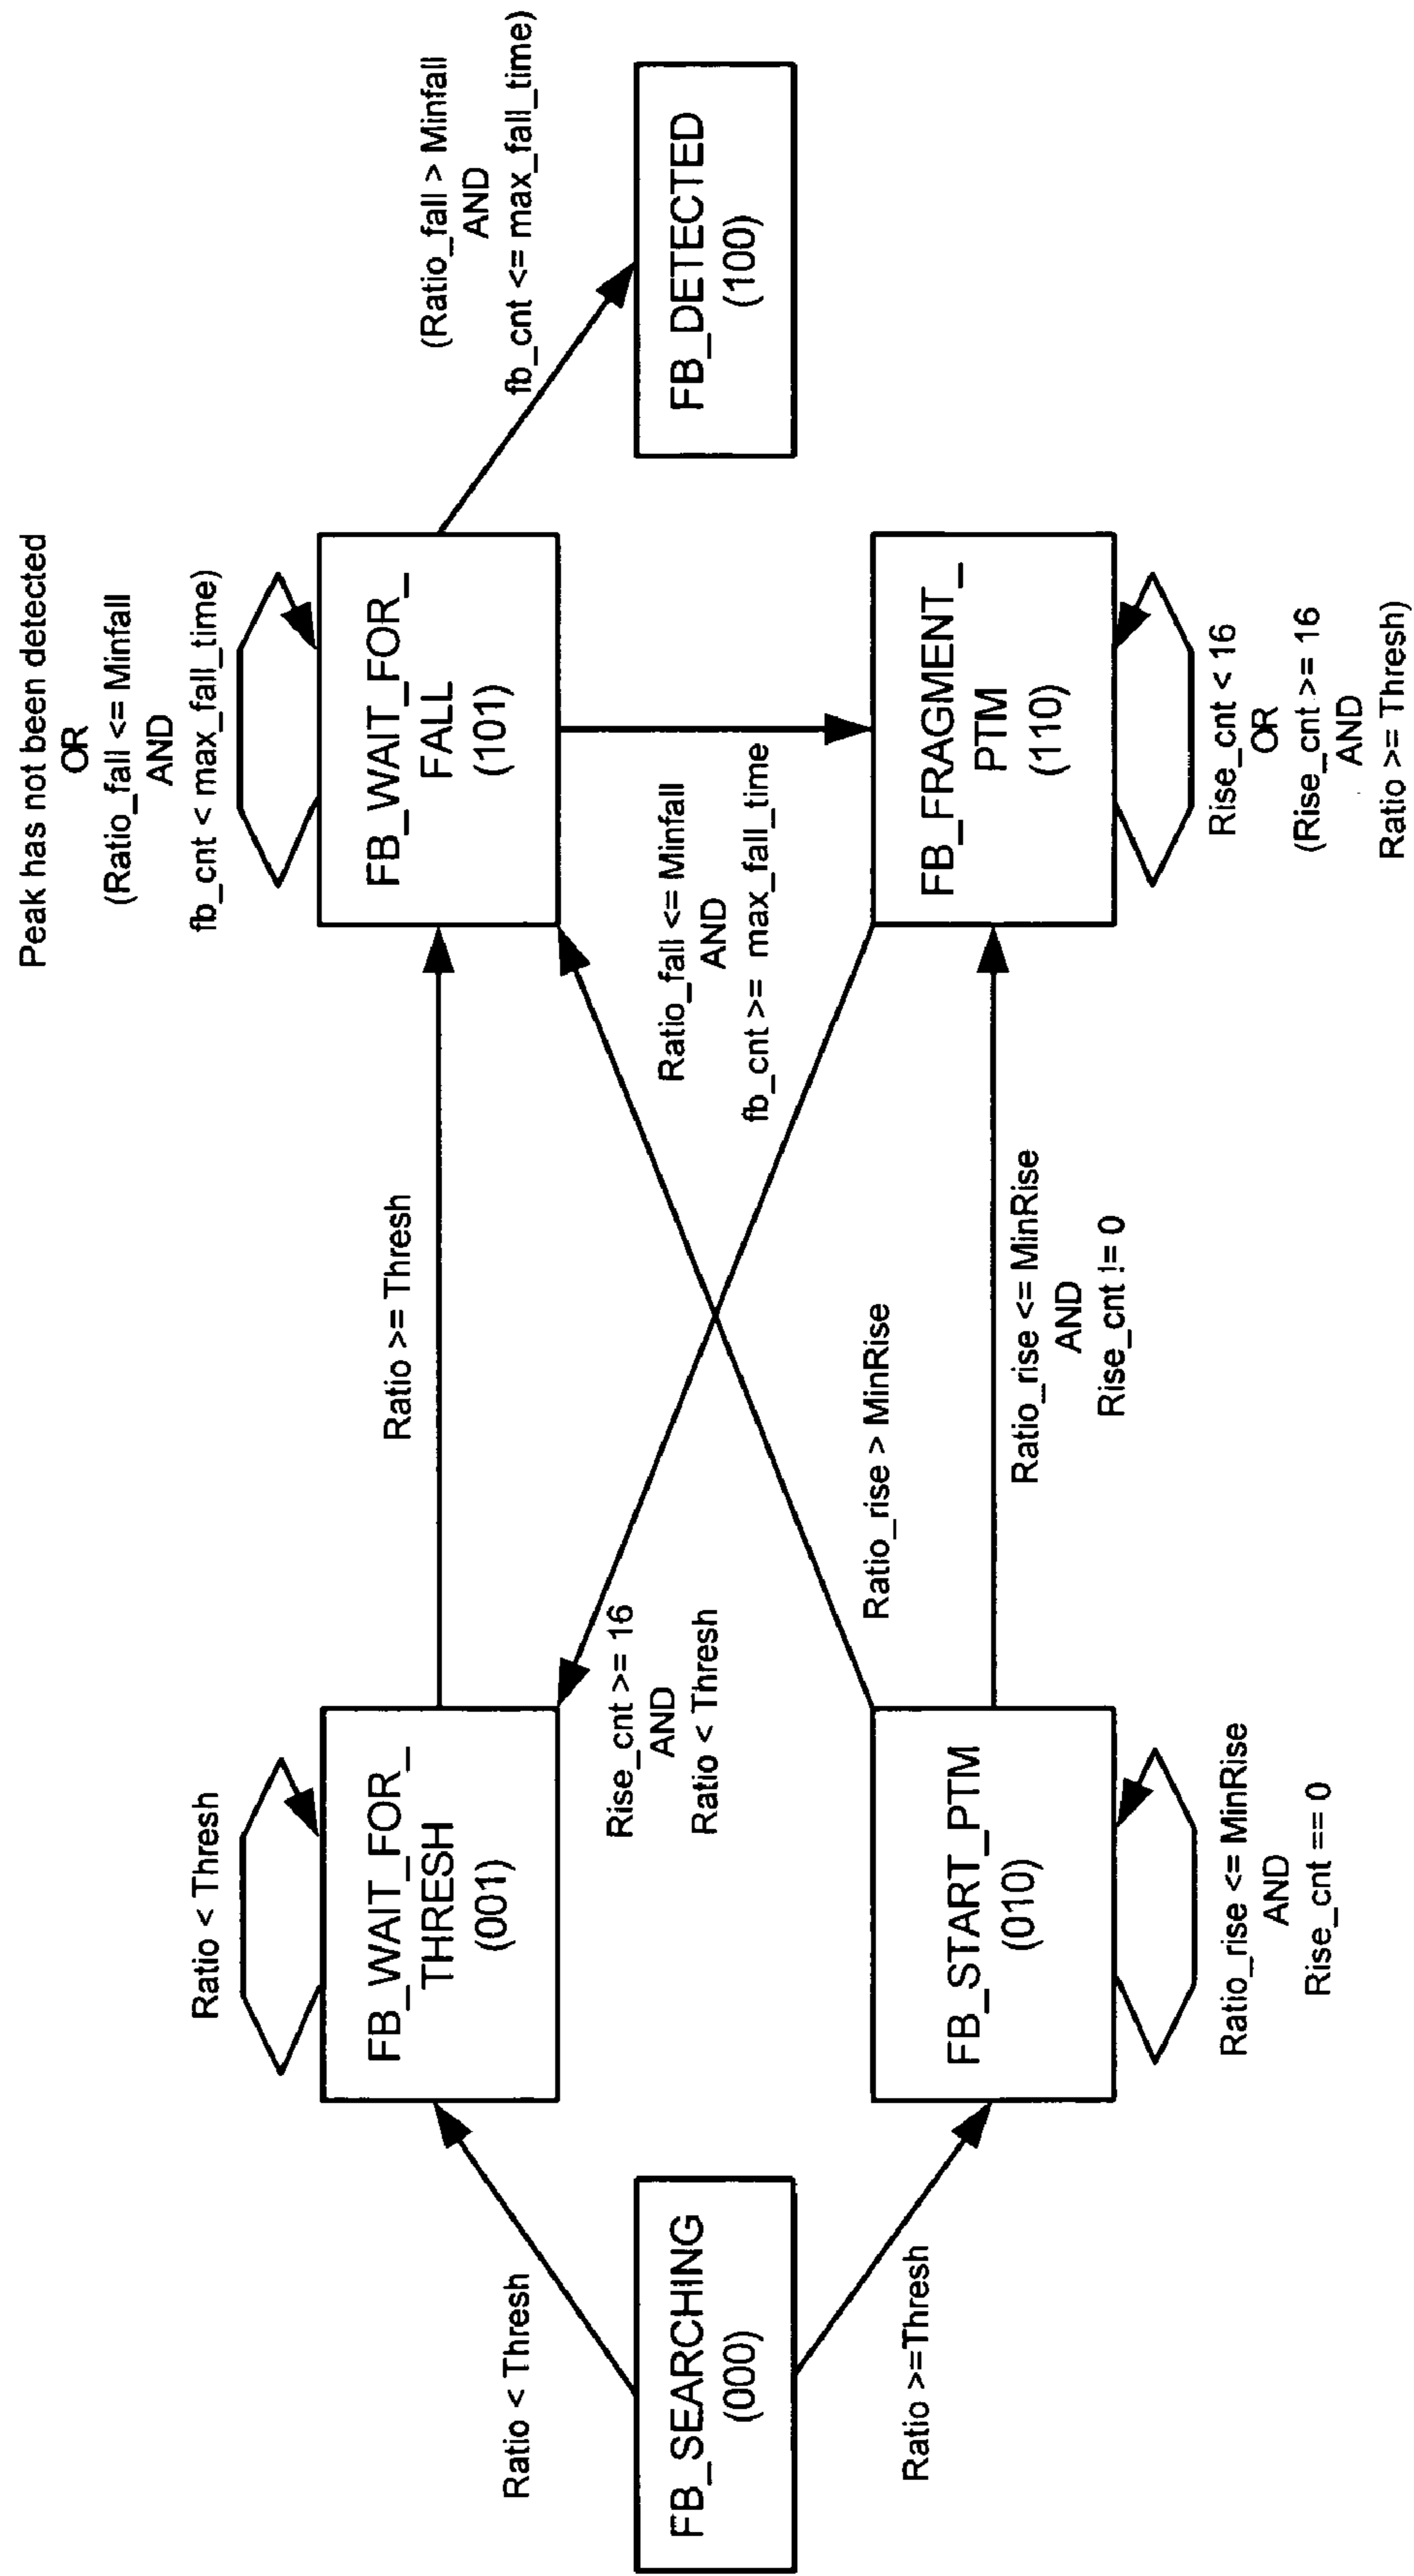 Peak has not been detected
OR
(Ratio_fall <= Minfall
AND
fb_cnt < max_fall_time)
Ratio < Thresh
FB_WAIT_FOR_
THRESH
(001)
Ratio >= Thresh
FB_WAIT_FOR_
FALL
(101)
(Ratio_fall > Minfall
AND
fb_cnt <= max_fall_time)
Ratio < Thresh
FB_SEARCHING
(000)
Ratio >=Thresh
Rise_cnt >= 16
AND
Ratio < Thresh
Ratio_fall <= Minfall
AND
fb_cnt >= max_fall_time
FB_DETECTED
(100)
Ratio_rise > MinRise
FB_START_PTM
(010)
Ratio_rise <= MinRise
AND
Rise_cnt != 0
FB_FRAGMENT_
PTM
(110)
Ratio_rise <= MinRise
AND
Rise_cnt == 0
Rise_cnt < 16
OR
(Rise_cnt >= 16
AND
Ratio >= Thresh)